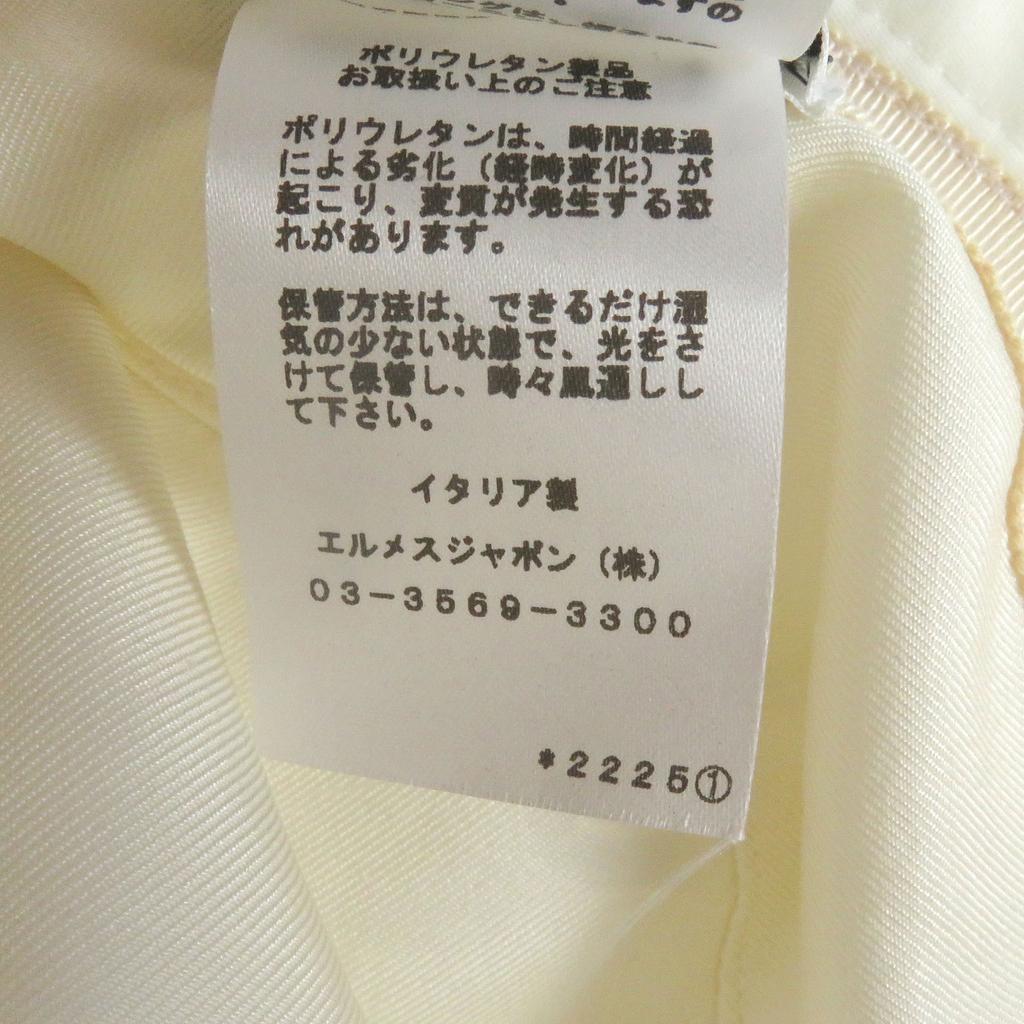 ますの
ポリウレタン製品
お取扱い上のご注意
ポリウレタンは、時間経過
による劣化（経時変化）が
起こり、変質が発生する恐
れがあります。
保管方法は、できるだけ湿
気の少ない状態で、光をさ
けて保管し、時々風通しし
て下さい。
イタリア製
エルメスジャポン（株）
03-3569-3300
*2225①